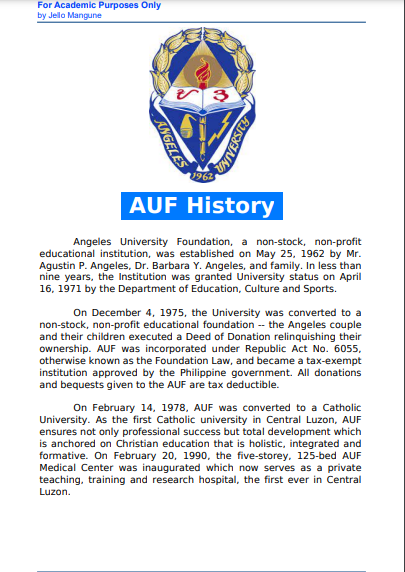 For Academic Purposes Only
by Jello Mangune
ANGELES UNIVERSITY
1962
AUF History
Angeles University Foundation, a non-stock, non-profit
educational institution, was established on May 25, 1962 by Mr.
Agustin P. Angeles, Dr. Barbara Y. Angeles, and family. In less than
nine years, the Institution was granted University status on April
16, 1971 by the Department of Education, Culture and Sports.
On December 4, 1975, the University was converted to a
non-stock, non-profit educational foundation -- the Angeles couple
and their children executed a Deed of Donation relinquishing their
ownership. AUF was incorporated under Republic Act No. 6055,
otherwise known as the Foundation Law, and became a tax-exempt
institution approved by the Philippine government. All donations
and bequests given to the AUF are tax deductible.
On February 14, 1978, AUF was converted to a Catholic
University. As the first Catholic university in Central Luzon, AUF
ensures not only professional success but total development which
is anchored on Christian education that is holistic, integrated and
formative. On February 20, 1990, the five-storey, 125-bed AUF
Medical Center was inaugurated which now serves as a private
teaching, training and research hospital, the first ever in Central
Luzon.